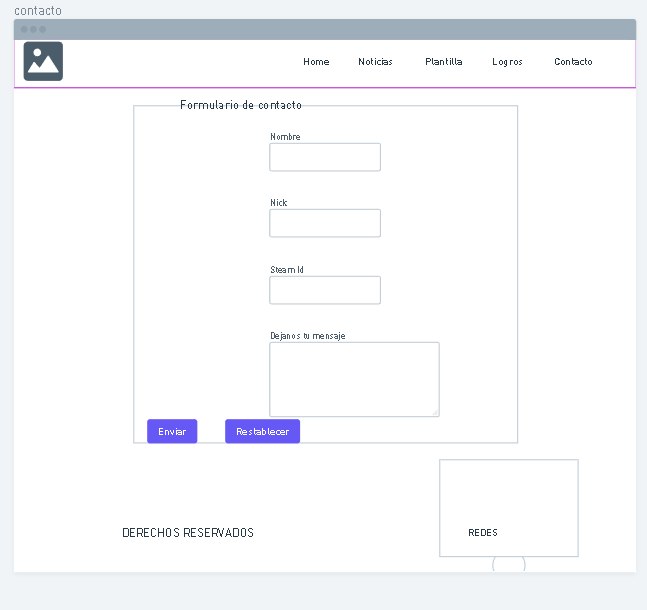 contacto
Home Noticias Plantilla Logros Contacto
Formulario de contacto
Nombre
Nick
Steam Id
Dejanos tu mensaje
Enviar Restablecer
DERECHOS RESERVADOS
REDES